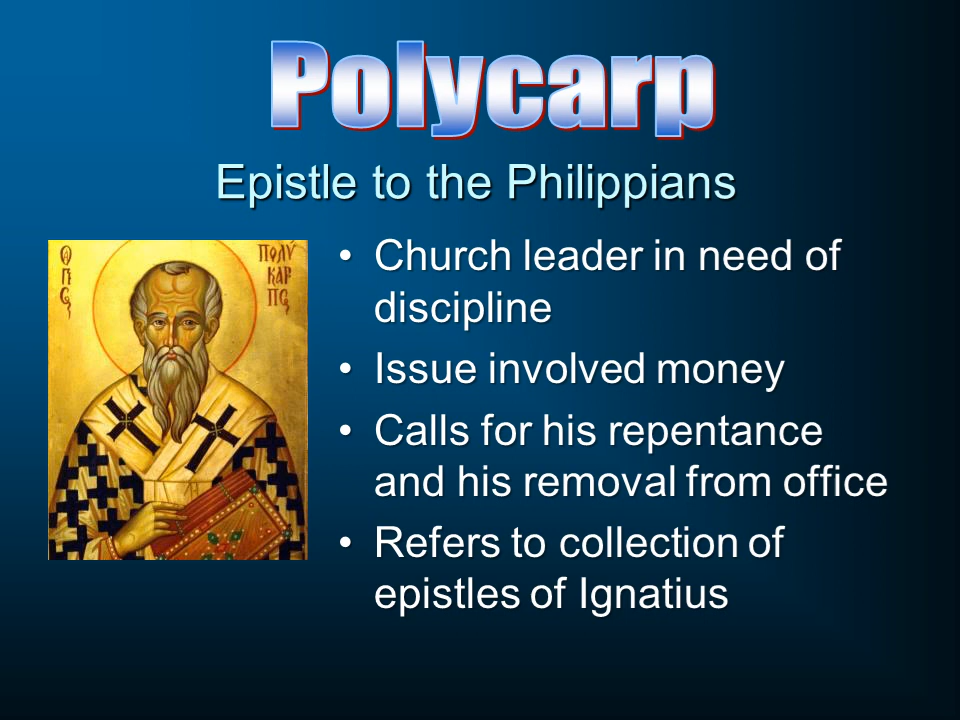 Polycarp
Epistle to the Philippians
Ο ΑΓΙΟΣ
ΠΟΛΥ
ΚΑΡ
ΠΟΣ
• Church leader in need of
discipline
• Issue involved money
• Calls for his repentance
and his removal from office
• Refers to collection of
epistles of Ignatius